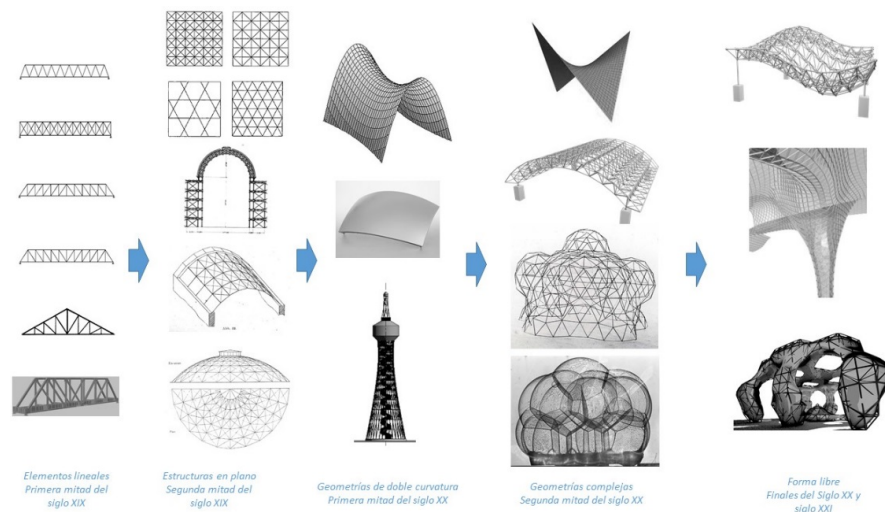 Elementos lineales
Primera mitad del
siglo XIX
Estructuras en plano
Segunda mitad del
siglo XIX
Geometrías de doble curvatura
Primera mitad del siglo XX
Geometrías complejas
Segunda mitad del siglo XX
Forma libre
Finales del Siglo XX y
siglo XXI